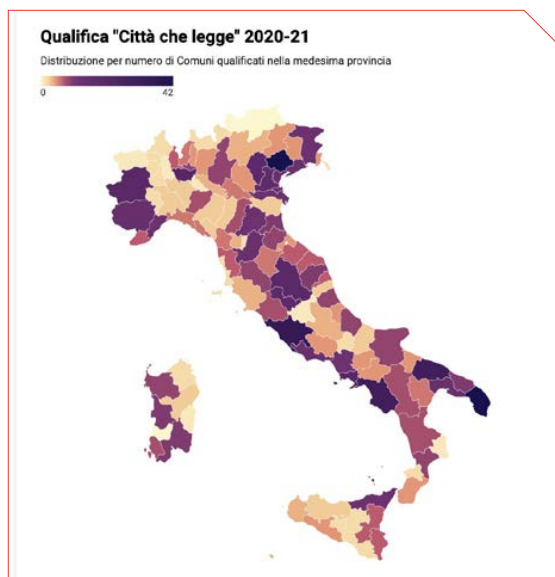 Qualifica "Città che legge" 2020-21
Distribuzione per numero di Comuni qualificati nella medesima provincia
0 42